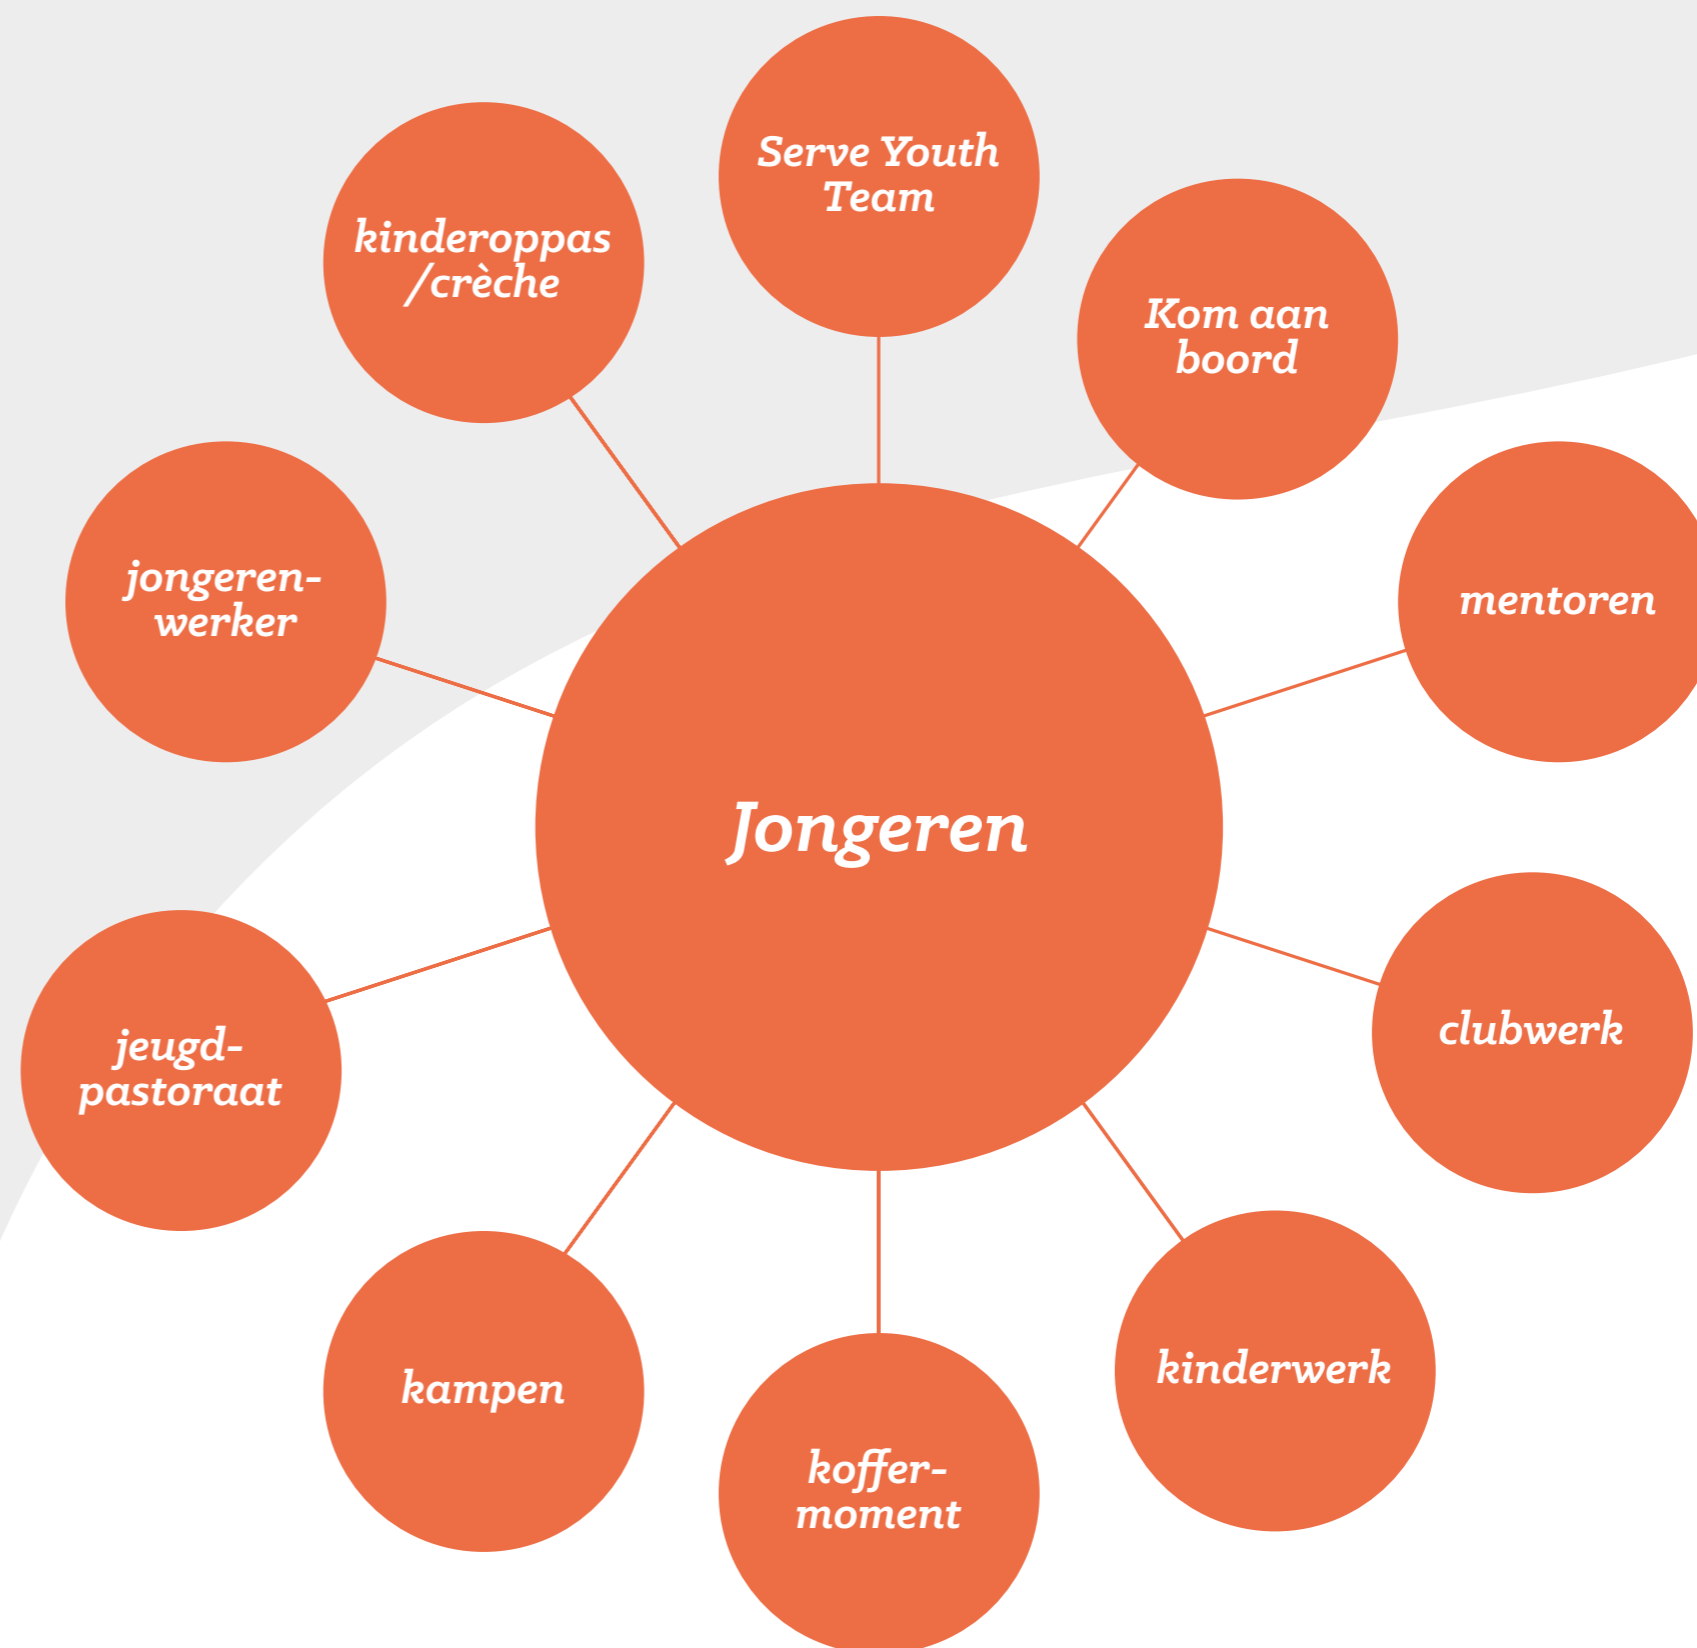 Serve Youth
Team
kinderoppas
/crèche
Kom aan
boord
jongeren-
werker
mentoren
Jongeren
jeugd-
pastoraat
clubwerk
kampen
kinderwerk
koffer-
moment